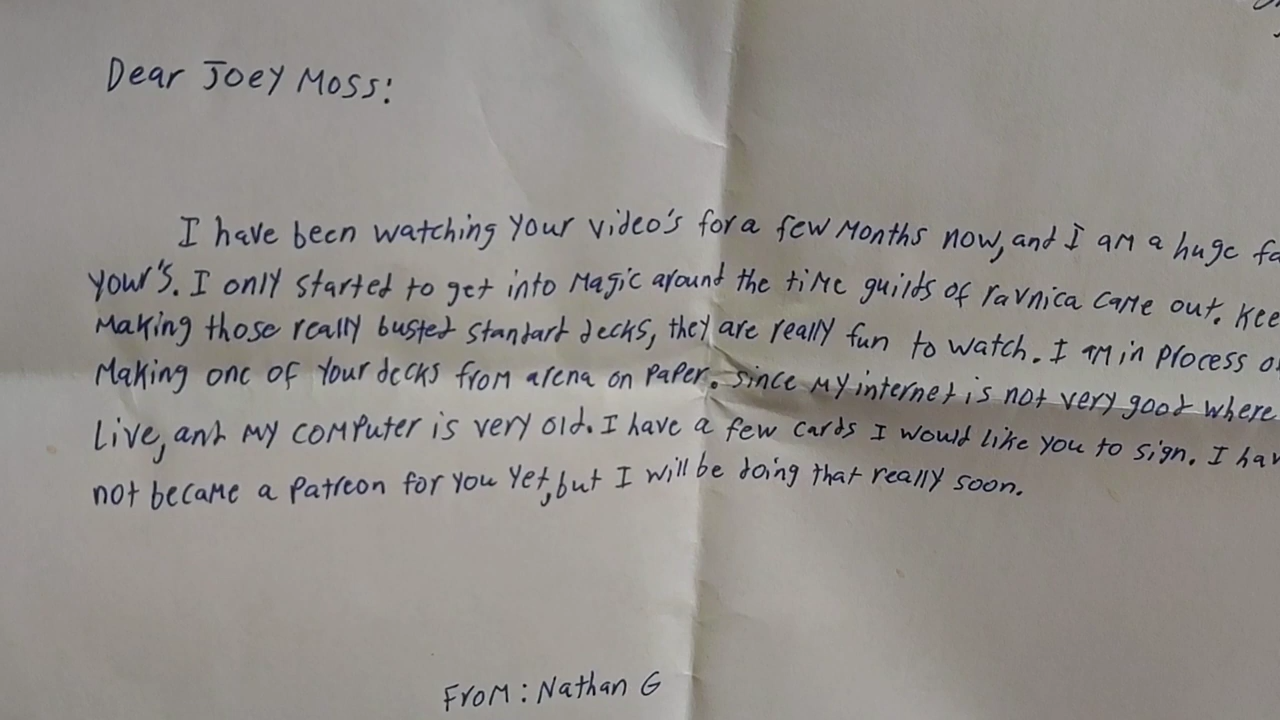 Dear Joey Moss:
I have been watching your video's for a few months now, and I am a huge fa
your's. I only started to get into Magic around the time guilds of ravnica came out. Kee
Making those really busted standart decks, they are really fun to watch. I am in process of
Making one of your decks from arena on paper. since my internet is not very good where
live, and my computer is very old. I have a few cards I would like you to sign. I hav
not became a patreon for you yet, but I will be doing that really soon.
From: Nathan G